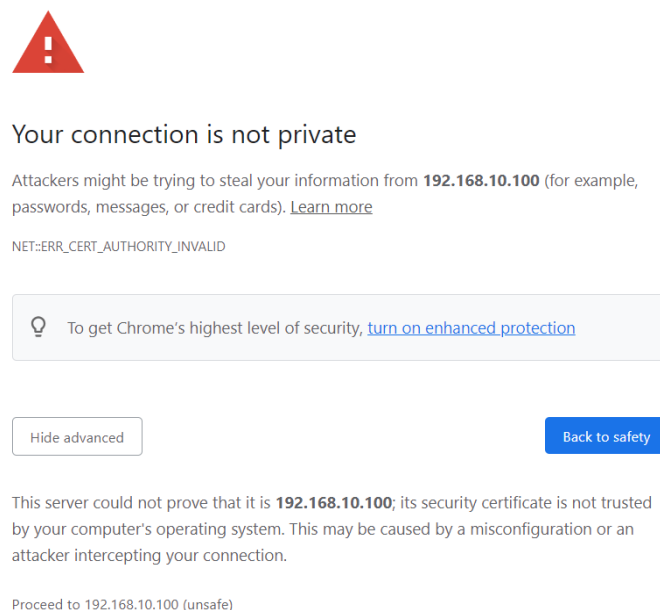 Your connection is not private
Attackers might be trying to steal your information from 192.168.10.100 (for example,
passwords, messages, or credit cards). Learn more
NET::ERR_CERT_AUTHORITY_INVALID
To get Chrome's highest level of security, turn on enhanced protection
Hide advanced
Back to safety
This server could not prove that it is 192.168.10.100; its security certificate is not trusted
by your computer's operating system. This may be caused by a misconfiguration or an
attacker intercepting your connection.
Proceed to 192.168.10.100 (unsafe)